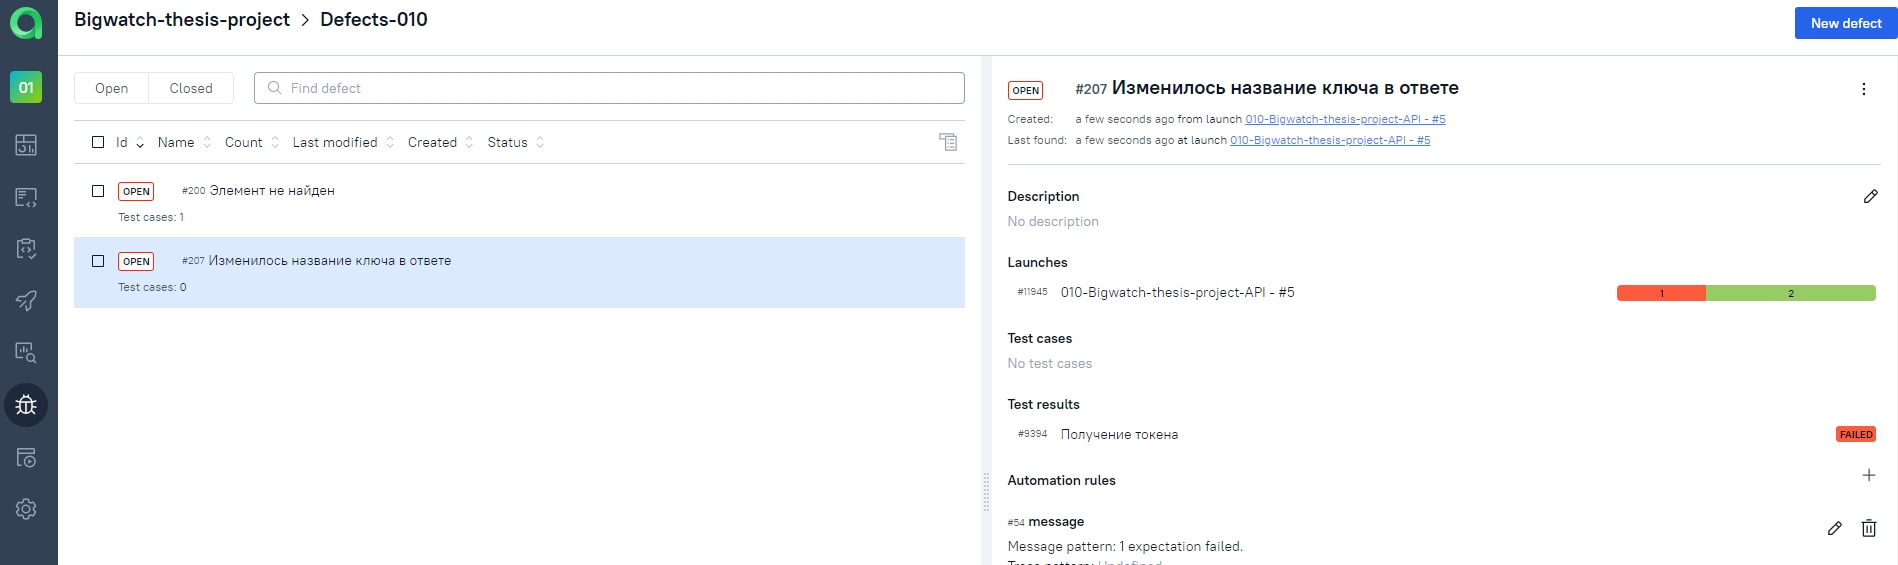 Bigwatch-thesis-project > Defects-010
New defect
01
Open
Closed
Find defect
Id
Name
Count
Last modified
Created
Status
OPEN
#200 Элемент не найден
Test cases: 1
OPEN
#207 Изменилось название ключа в ответе
Test cases: 0
OPEN
#207 Изменилось название ключа в ответе
Created: a few seconds ago from launch 010-Bigwatch-thesis-project-API - #5
Last found: a few seconds ago at launch 010-Bigwatch-thesis-project-API - #5
Description
No description
Launches
#11945 010-Bigwatch-thesis-project-API - #5
1
2
Test cases
No test cases
Test results
#9394 Получение токена
FAILED
Automation rules
#54 message
Message pattern: 1 expectation failed.
Trace pattern: Undefined